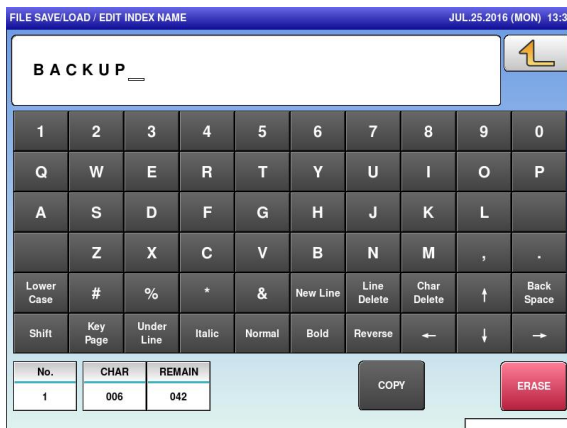 FILE SAVE/LOAD / EDIT INDEX NAME JUL.25.2016 (MON) 13:3
BACKUP_
1 2 3 4 5 6 7 8 9 0
Q W E R T Y U I O P
A S D F G H J K L
Z X C V B N M , .
Lower Case # % * & New Line Line Delete Char Delete ↑ Back Space
Shift Key Page Under Line Italic Normal Bold Reverse ← ↓ →
No. CHAR REMAIN
1 006 042
COPY ERASE